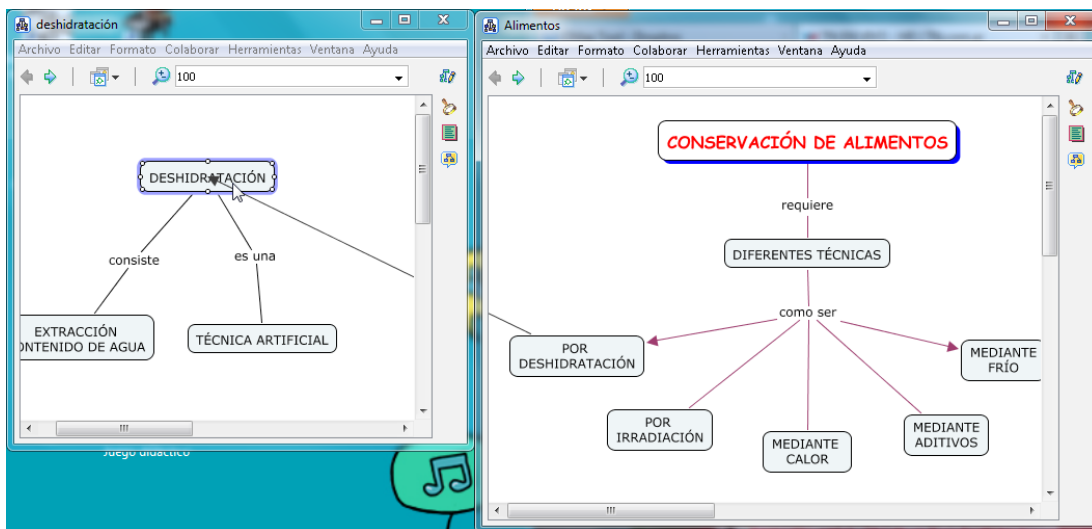 deshidratación
Archivo Editar Formato Colaborar Herramientas Ventana Ayuda
100
DESHIDRATACIÓN
consiste
es una
EXTRACCIÓN
ONTENIDO DE AGUA
TÉCNICA ARTIFICIAL
Juego didáctico
Alimentos
Archivo Editar Formato Colaborar Herramientas Ventana Ayuda
100
CONSERVACIÓN DE ALIMENTOS
requiere
DIFERENTES TÉCNICAS
como ser
POR
DESHIDRATACIÓN
MEDIANTE
FRÍO
POR
IRRADIACIÓN
MEDIANTE
CALOR
MEDIANTE
ADITIVOS